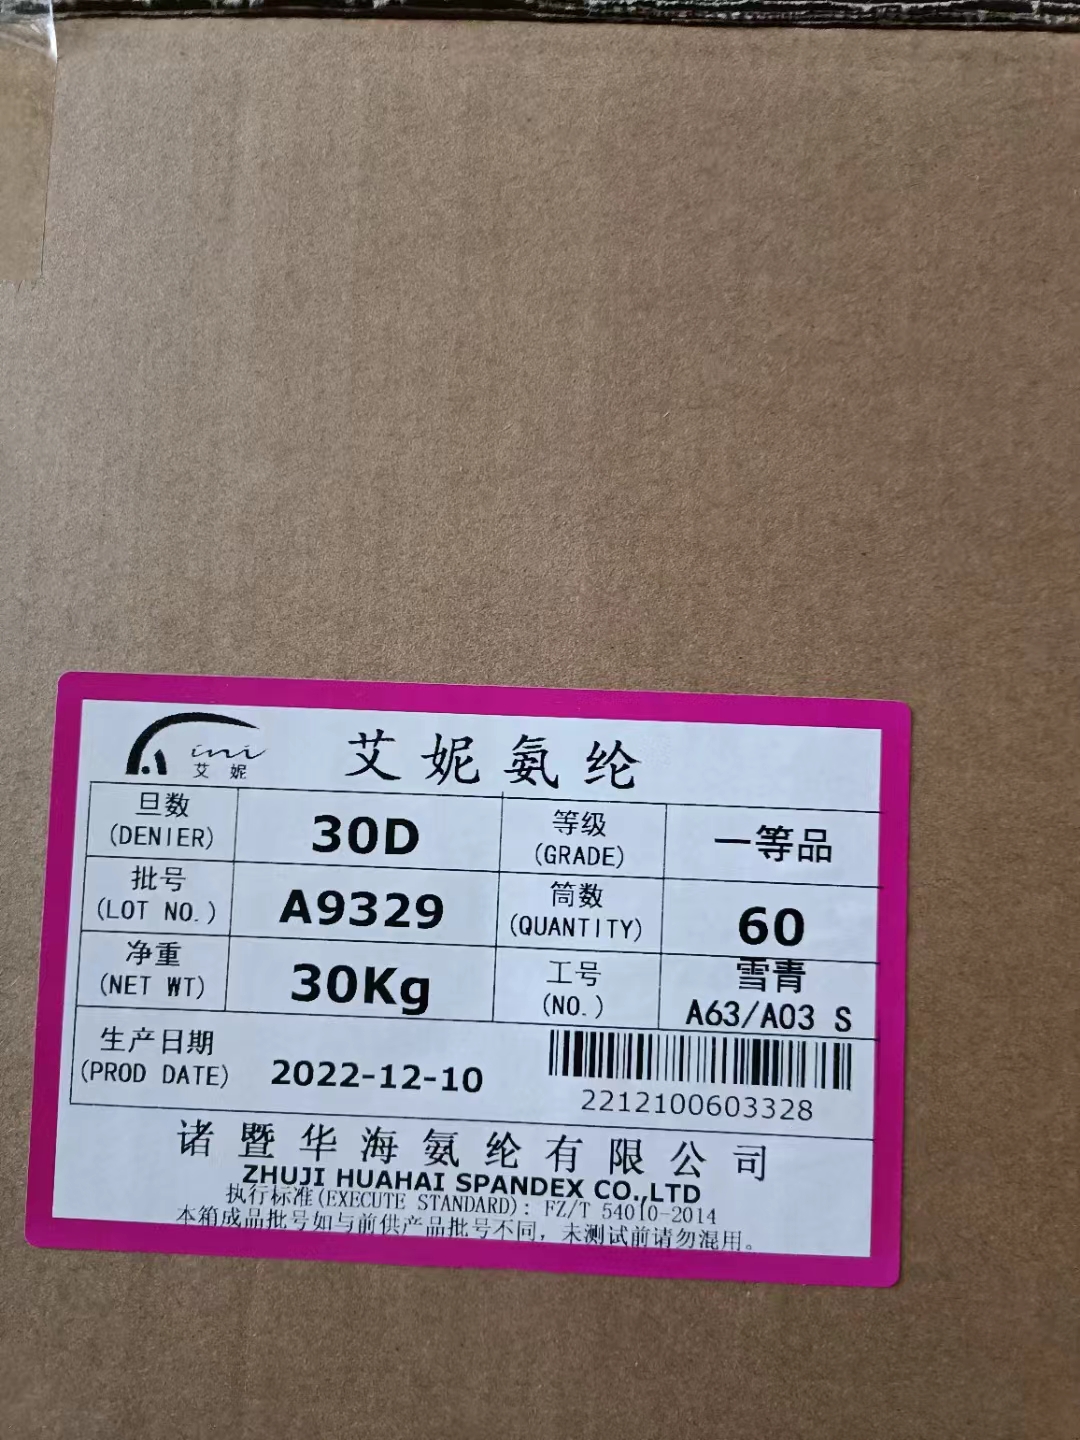 ini
艾妮
艾妮氨纶
旦数
(DENIER)
30D
等级
(GRADE)
一等品
批号
(LOT NO.)
A9329
筒数
(QUANTITY)
60
净重
(NET WT)
30Kg
工号
(NO.)
雪青
A63/A03 S
生产日期
(PROD DATE)
2022-12-10
2212100603328
诸暨华海氨纶有限公司
ZHUJI HUAHAI SPANDEX CO.,LTD
执行标准(EXECUTE STANDARD): FZ/T 54010-2014
本箱成品批号如与前供产品批号不同，未测试前请勿混用。